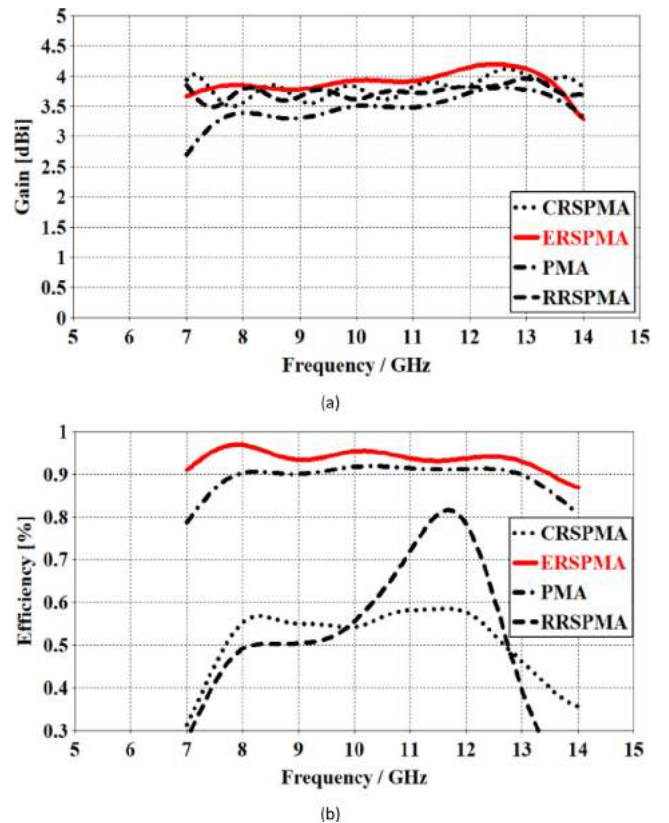 5
4.5
4
3.5
3
2.5
2
1.5
1
0.5
0
Gain [dBi]
CRSPMA
ERSPMA
PMA
RRSPMA
5 6 7 8 9 10 11 12 13 14 15
Frequency / GHz
(a)
1
0.9
0.8
0.7
0.6
0.5
0.4
0.3
Efficiency [%]
CRSPMA
ERSPMA
PMA
RRSPMA
5 6 7 8 9 10 11 12 13 14 15
Frequency / GHz
(b)